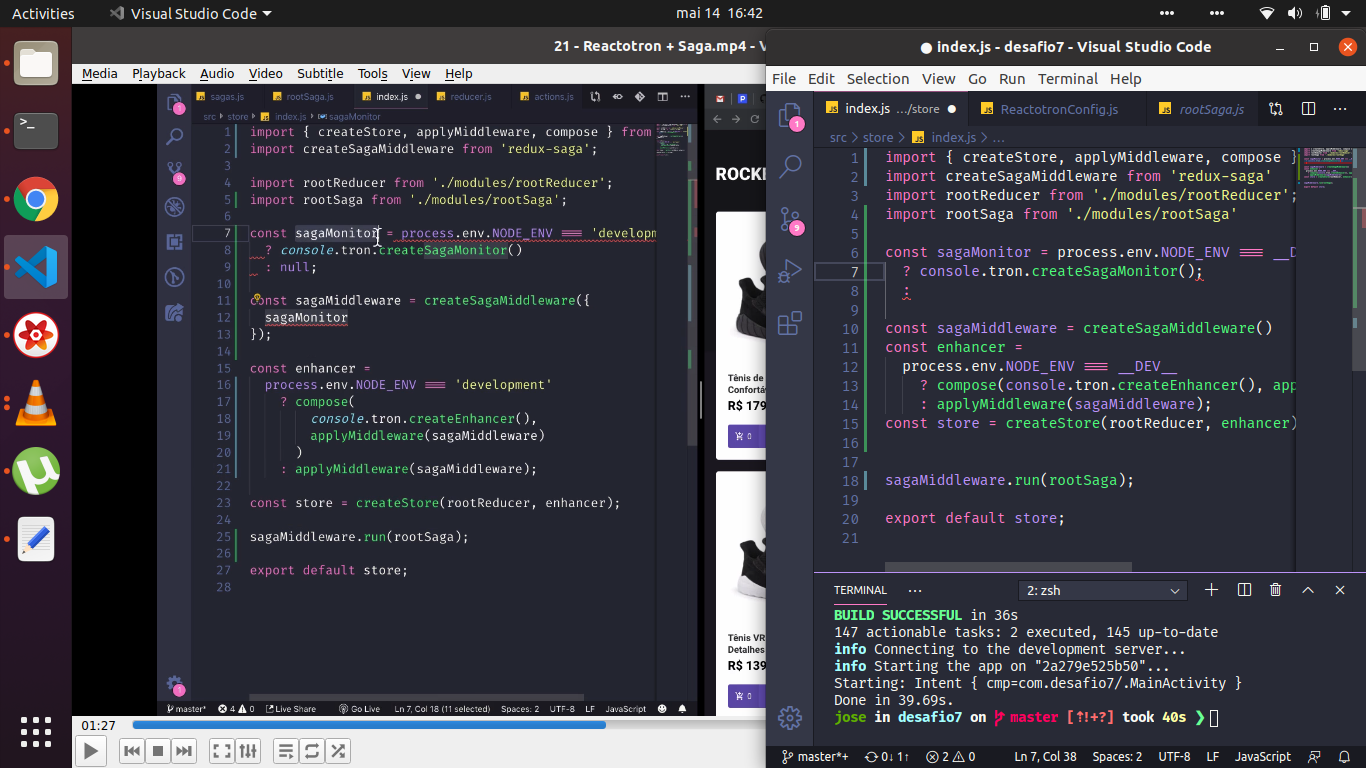 Activities
Visual Studio Code
mai 14 16:42
21 - Reactotron + Saga.mp4 - V
Media Playback Audio Video Subtitle Tools View Help
sagas.js rootSaga.js index.js reducer.js actions.js
src > store > index.js > sagaMonitor
1 import { createStore, applyMiddleware, compose } from
2 import createSagaMiddleware from 'redux-saga';
3
4 import rootReducer from './modules/rootReducer';
5 import rootSaga from './modules/rootSaga';
6
7 const sagaMonitor = process.env.NODE_ENV === 'developm
8 ? console.tron.createSagaMonitor()
9 : null;
10
11 const sagaMiddleware = createSagaMiddleware({
12 sagaMonitor
13 });
14
15 const enhancer =
16 process.env.NODE_ENV === 'development'
17 ? compose(
18 console.tron.createEnhancer(),
19 applyMiddleware(sagaMiddleware)
20 )
21 : applyMiddleware(sagaMiddleware);
22
23 const store = createStore(rootReducer, enhancer);
24
25 sagaMiddleware.run(rootSaga);
26
27 export default store;
28
1
9
1
master* 4 0 Live Share Go Live Ln 7, Col 18 (11 selected) Spaces: 2 UTF-8 LF JavaScript
ROCKE
Tênis de
Confortá
R$ 179
0
Tênis VR
Detalhes
R$ 139
0
01:27
● index.js - desafio7 - Visual Studio Code
File Edit Selection View Go Run Terminal Help
index.js .../store ● ReactotronConfig.js rootSaga.js
src > store > index.js > ...
1 import { createStore, applyMiddleware, compose }
2 import createSagaMiddleware from 'redux-saga'
3 import rootReducer from './modules/rootReducer';
4 import rootSaga from './modules/rootSaga'
5
6 const sagaMonitor = process.env.NODE_ENV === __D
7 ? console.tron.createSagaMonitor();
8 :
9
10 const sagaMiddleware = createSagaMiddleware()
11 const enhancer =
12 process.env.NODE_ENV === __DEV__
13 ? compose(console.tron.createEnhancer(), app
14 : applyMiddleware(sagaMiddleware);
15 const store = createStore(rootReducer, enhancer)
16
17
18 sagaMiddleware.run(rootSaga);
19
20 export default store;
21
1
9
TERMINAL ... 2: zsh
BUILD SUCCESSFUL in 36s
147 actionable tasks: 2 executed, 145 up-to-date
info Connecting to the development server...
info Starting the app on "2a279e525b50"...
Starting: Intent { cmp=com.desafio7/.MainActivity }
Done in 39.69s.
jose in desafio7 on master [⇡!+?] took 40s ❯
master*+ 0↓ 1↑ 2 0 Ln 7, Col 38 Spaces: 2 UTF-8 LF JavaScript